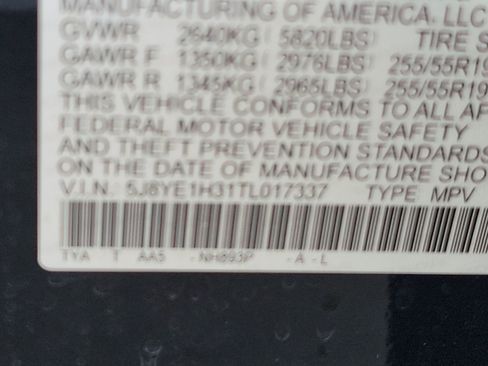 MANUFACTURING OF AMERICA, LLC
GVWR 2640KG ( 5820LBS) TIRE S
GAWR F 1350KG ( 2976LBS) 255/55R19
GAWR R 1345KG ( 2965LBS) 255/55R19
THIS VEHICLE CONFORMS TO ALL AF
FEDERAL MOTOR VEHICLE SAFETY
AND THEFT PREVENTION STANDARDS
ON THE DATE OF MANUFACTURE SHO
V.I.N. 5J8YE1H31TL017337 TYPE MPV
TYA T AA5 -NH893P -A-L